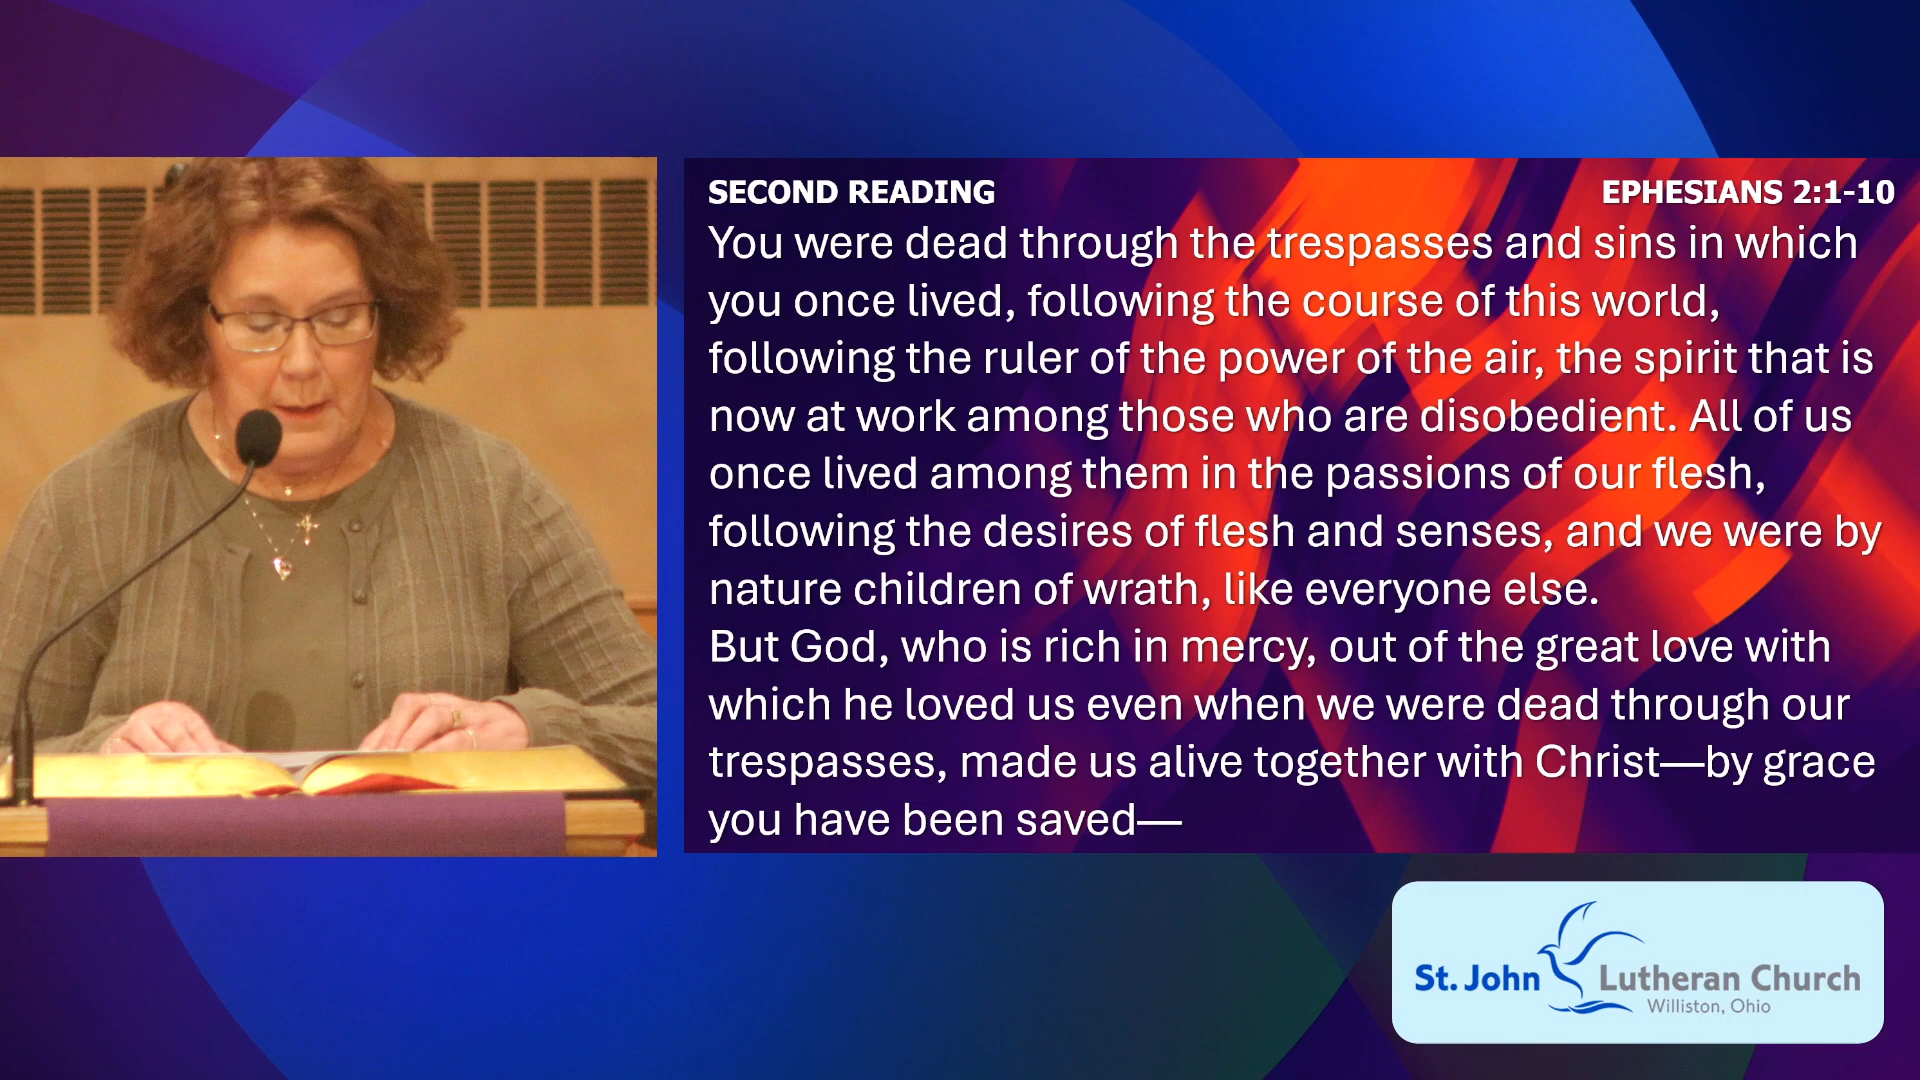 SECOND READING EPHESIANS 2:1-10
You were dead through the trespasses and sins in which
you once lived, following the course of this world,
following the ruler of the power of the air, the spirit that is
now at work among those who are disobedient. All of us
once lived among them in the passions of our flesh,
following the desires of flesh and senses, and we were by
nature children of wrath, like everyone else.
But God, who is rich in mercy, out of the great love with
which he loved us even when we were dead through our
trespasses, made us alive together with Christ—by grace
you have been saved—
St. John Lutheran Church
Williston, Ohio